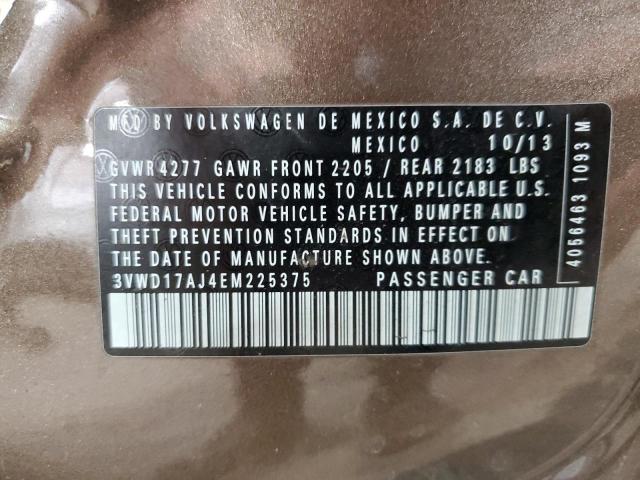 MFD BY VOLKSWAGEN DE MEXICO S.A. DE C.V.
MEXICO 10/13
GVWR 4277 GAWR FRONT 2205 / REAR 2183 LBS
THIS VEHICLE CONFORMS TO ALL APPLICABLE U.S.
FEDERAL MOTOR VEHICLE SAFETY, BUMPER AND
THEFT PREVENTION STANDARDS IN EFFECT ON
THE DATE OF MANUFACTURE SHOWN ABOVE.
3VWD17AJ4EM225375 PASSENGER CAR
4056463 1093 M